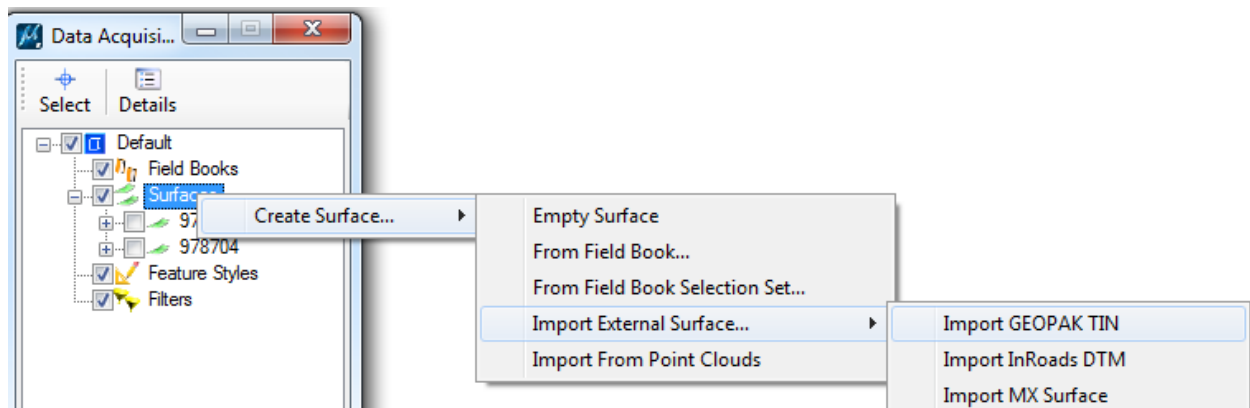 Data Acquisi...
Select Details
Default
Field Books
Surfaces
Create Surface...
Empty Surface
97
978704
From Field Book...
Feature Styles
From Field Book Selection Set...
Filters
Import External Surface...
Import GEOPAK TIN
Import From Point Clouds
Import InRoads DTM
Import MX Surface